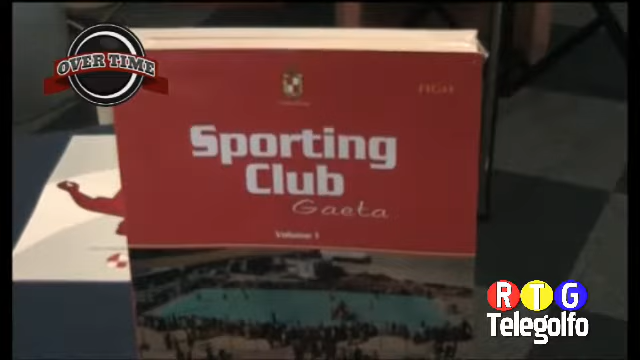 OVER TIME
FIGH
Sporting
Club
Gaeta
Volume 1
RTG
Telegolfo